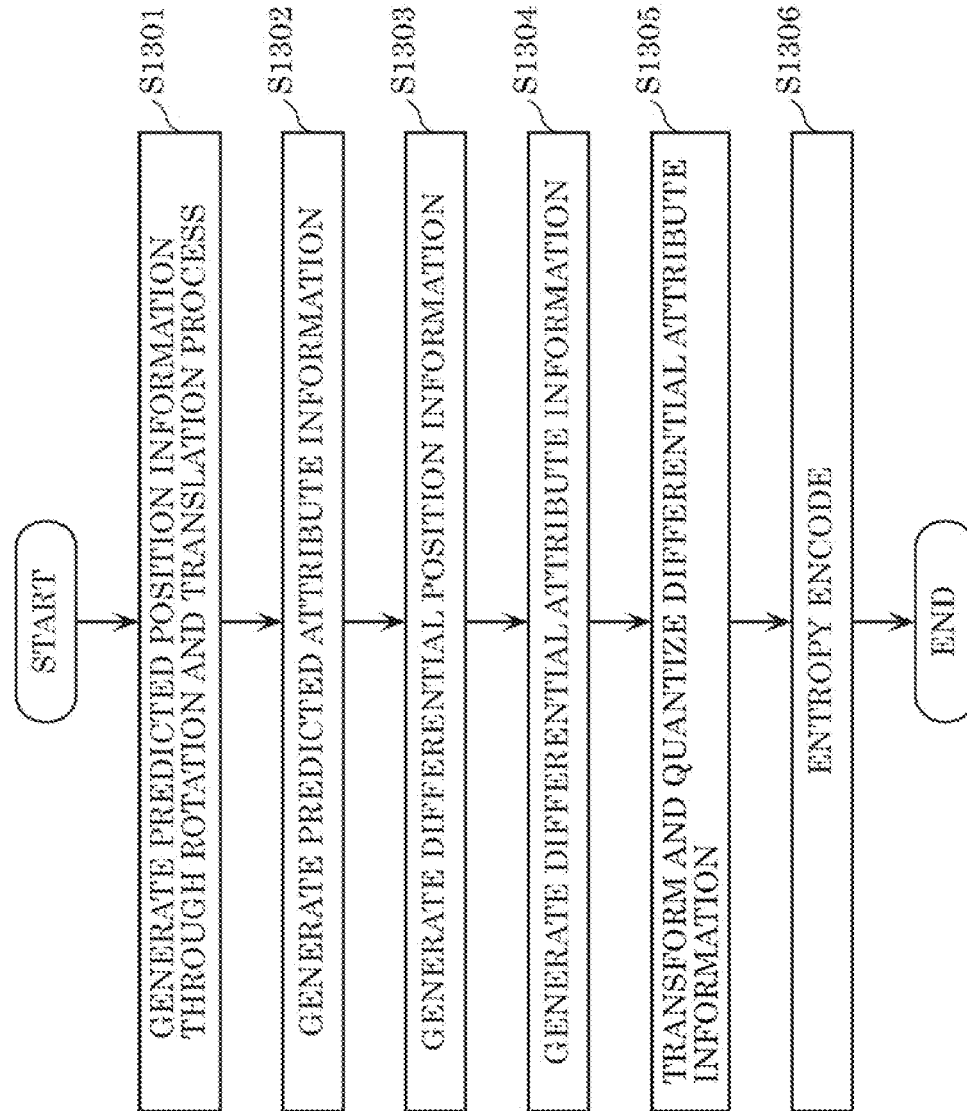 START
GENERATE PREDICTED POSITION INFORMATION
THROUGH ROTATION AND TRANSLATION PROCESS
S1301
GENERATE PREDICTED ATTRIBUTE INFORMATION
S1302
GENERATE DIFFERENTIAL POSITION INFORMATION
S1303
GENERATE DIFFERENTIAL ATTRIBUTE INFORMATION
S1304
TRANSFORM AND QUANTIZE DIFFERENTIAL ATTRIBUTE
INFORMATION
S1305
ENTROPY ENCODE
S1306
END